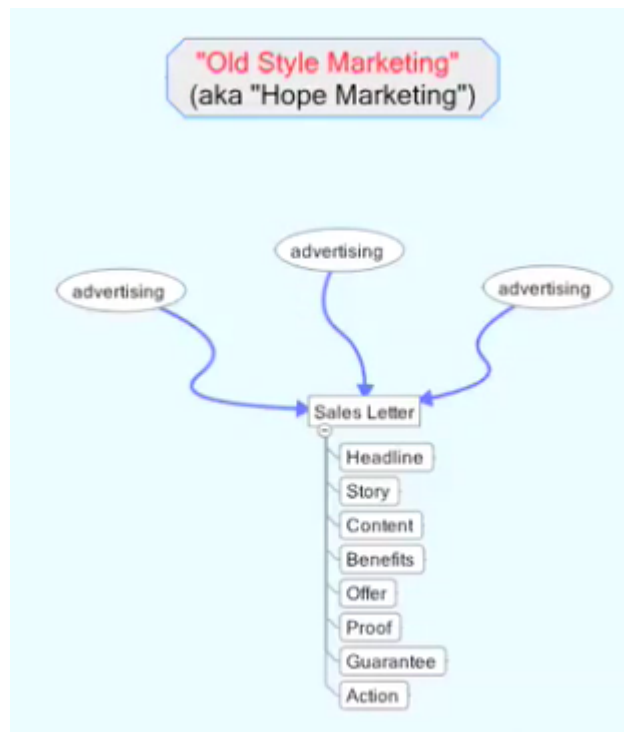 "Old Style Marketing"
(aka "Hope Marketing")
advertising
advertising
advertising
Sales Letter
Headline
Story
Content
Benefits
Offer
Proof
Guarantee
Action